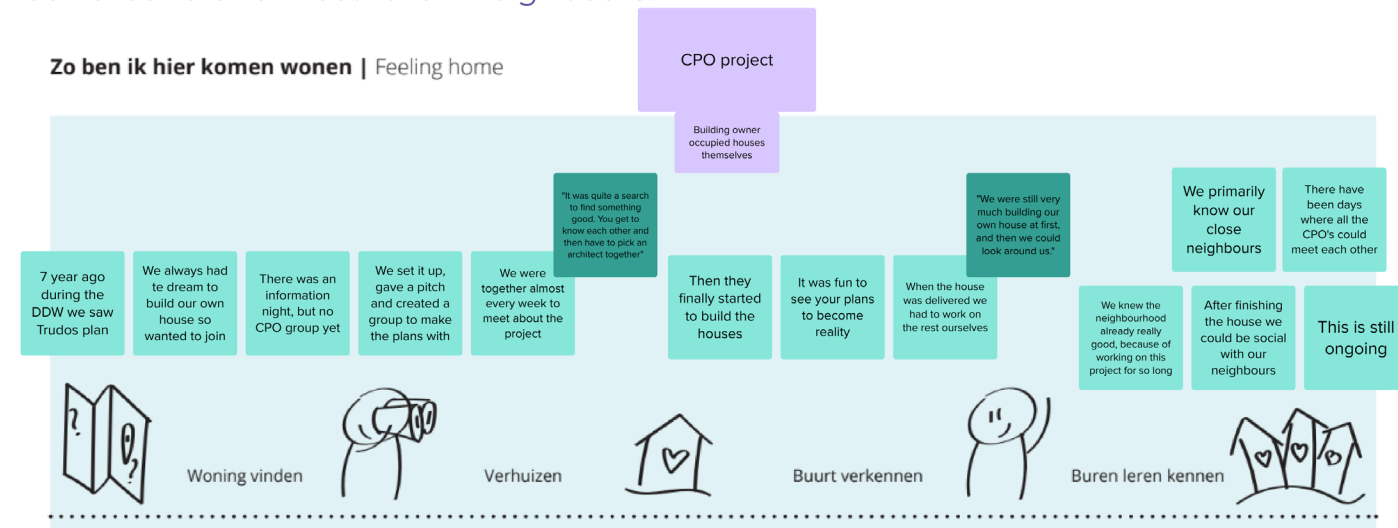 Zo ben ik hier komen wonen | Feeling home
CPO project
Building owner
occupied houses
themselves
7 year ago
during the
DDW we saw
Trudos plan
We always had
te dream to
build our own
house so
wanted to join
There was an
information
night, but no
CPO group yet
We set it up,
gave a pitch
and created a
group to make
the plans with
We were
together almost
every week to
meet about the
project
"It was quite a search
to find something
good. You get to
know each other and
then have to pick an
architect together"
Then they
finally started
to build the
houses
It was fun to
see your plans
to become
reality
When the house
was delivered we
had to work on
the rest ourselves
"We were still very
much building our
own house at first,
and then we could
look around us."
We primarily
know our
close
neighbours
There have
been days
where all the
CPO's could
meet each other
We knew the
neighbourhood
already really
good, because of
working on this
project for so long
After finishing
the house we
could be social
with our
neighbours
This is still
ongoing
?
?
Woning vinden
Verhuizen
Buurt verkennen
Buren leren kennen